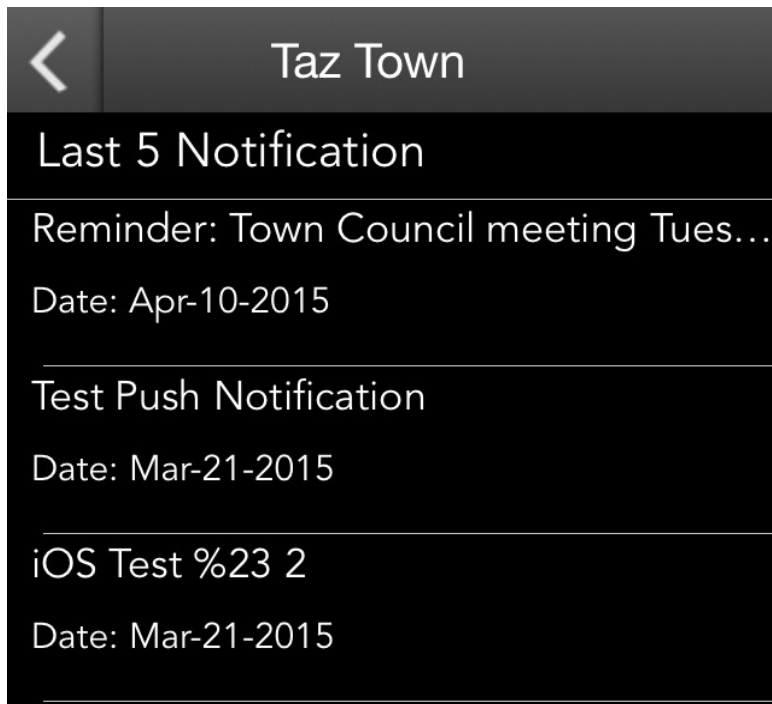 Taz Town
Last 5 Notification
Reminder: Town Council meeting Tues...
Date: Apr-10-2015
Test Push Notification
Date: Mar-21-2015
iOS Test %23 2
Date: Mar-21-2015